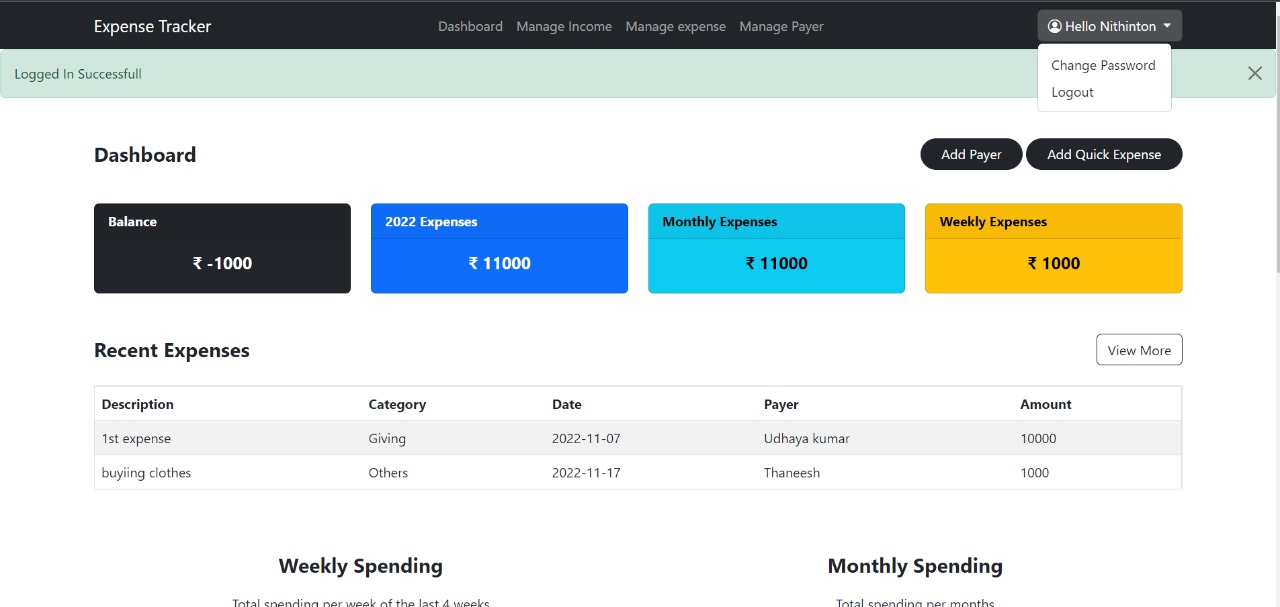 Expense Tracker Dashboard Manage Income Manage expense Manage Payer Hello Nithinton
Logged In Successfull
Change Password
Logout
Dashboard Add Payer Add Quick Expense
Balance 2022 Expenses Monthly Expenses Weekly Expenses
₹ -1000 ₹ 11000 ₹ 11000 ₹ 1000
Recent Expenses View More
Description Category Date Payer Amount
1st expense Giving 2022-11-07 Udhaya kumar 10000
buyiing clothes Others 2022-11-17 Thaneesh 1000
Weekly Spending Monthly Spending
Total spending per week of the last 4 weeks Total spending per months